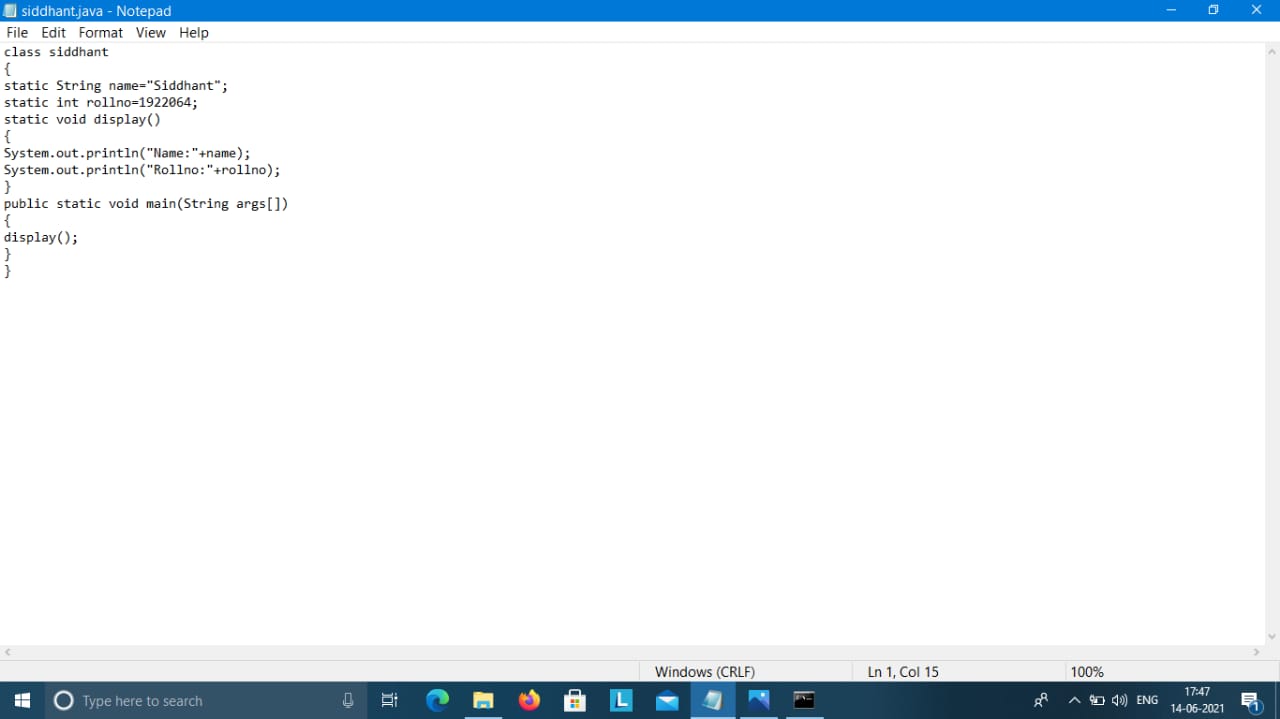 siddhant.java - Notepad
File Edit Format View Help
class siddhant
{
static String name="Siddhant";
static int rollno=1922064;
static void display()
{
System.out.println("Name:"+name);
System.out.println("Rollno:"+rollno);
}
public static void main(String args[])
{
display();
}
}
Windows (CRLF) Ln 1, Col 15 100%
Type here to search L ENG 17:47 1
14-06-2021